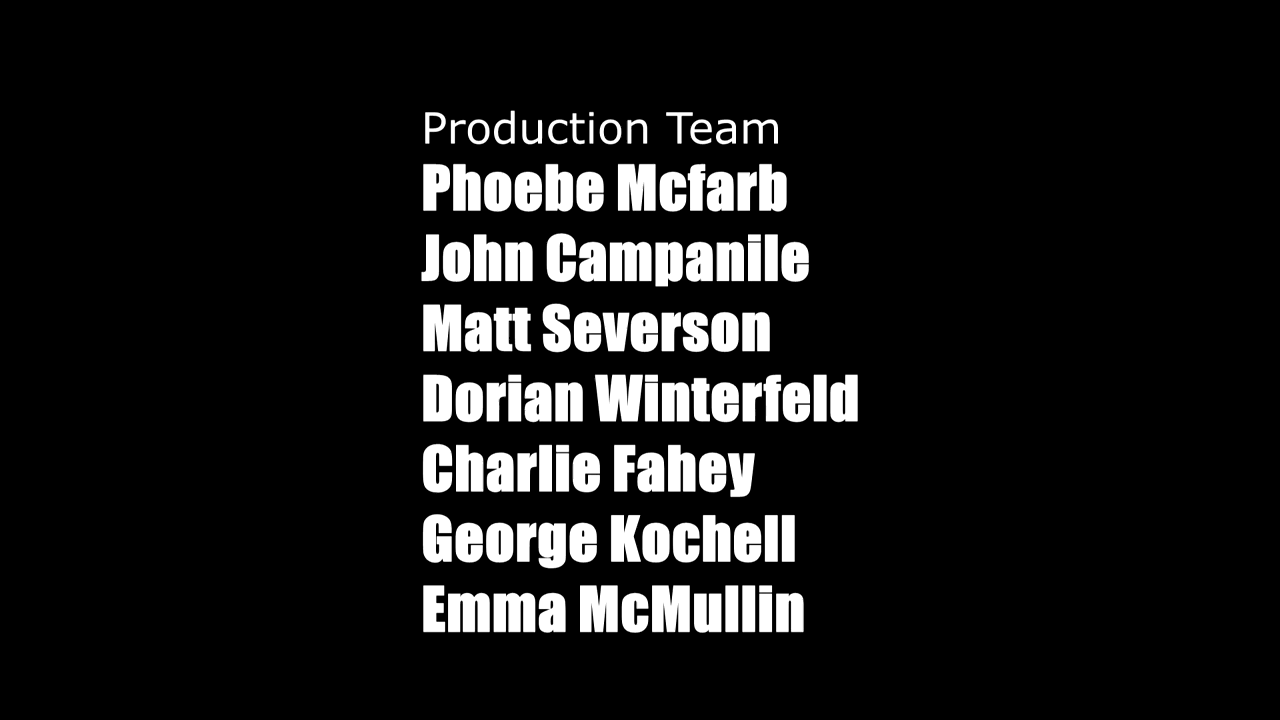 Production Team
Phoebe Mcfarb
John Campanile
Matt Severson
Dorian Winterfeld
Charlie Fahey
George Kochell
Emma McMullin